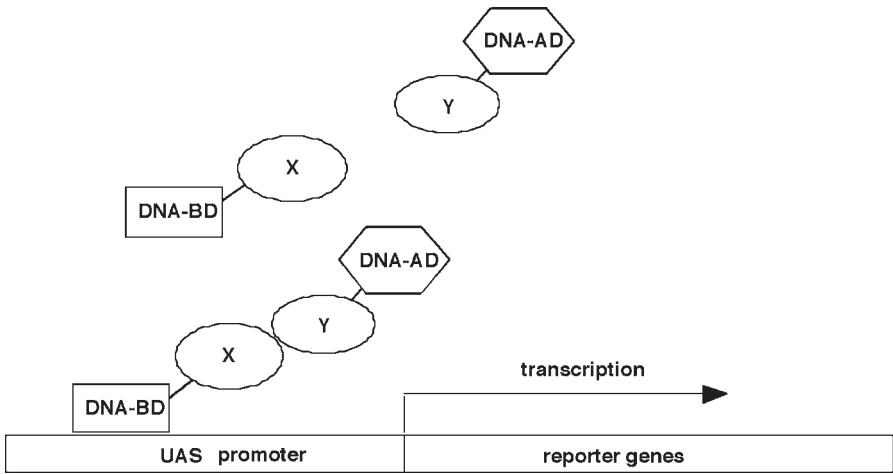 DNA-AD
Y
X
DNA-BD
DNA-AD
Y
X
DNA-BD
transcription
UAS promoter
reporter genes